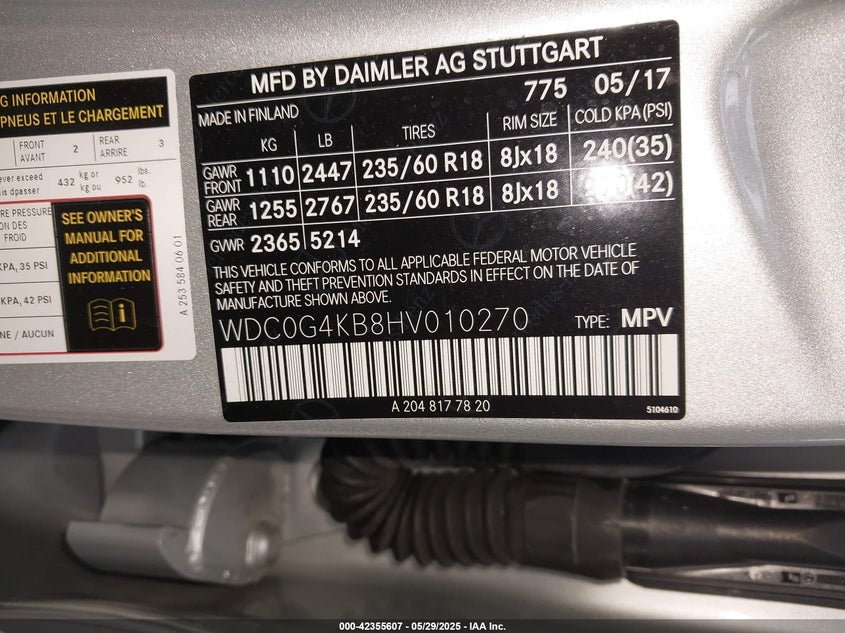 G INFORMATION
PNEUS ET LE CHARGEMENT
FRONT 2 REAR 3
AVANT ARRIERE
ever exceed 432 kg or 952 lbs.
is dpasser kg ou lb.
RE PRESSURE
ON DES
FROID
KPA, 35 PSI
KPA, 42 PSI
NE / AUCUN
SEE OWNER'S
MANUAL FOR
ADDITIONAL
INFORMATION
A 253 584 06 01
MFD BY DAIMLER AG STUTTGART
775 05/17
MADE IN FINLAND
KG LB TIRES RIM SIZE COLD KPA(PSI)
GAWR FRONT 1110 2447 235/60 R18 8Jx18 240(35)
GAWR REAR 1255 2767 235/60 R18 8Jx18 (42)
GVWR 2365 5214
THIS VEHICLE CONFORMS TO ALL APPLICABLE FEDERAL MOTOR VEHICLE
SAFETY AND THEFT PREVENTION STANDARDS IN EFFECT ON THE DATE OF
MANUFACTURE SHOWN ABOVE.
WDC0G4KB8HV010270 TYPE: MPV
A 204 817 78 20
5104610
000-42355607 - 05/29/2025 - IAA Inc.